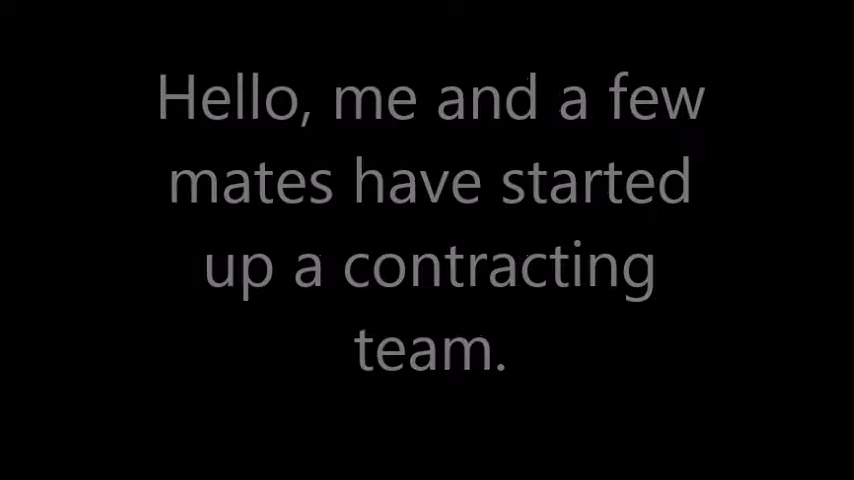 Hello, me and a few
mates have started
up a contracting
team.